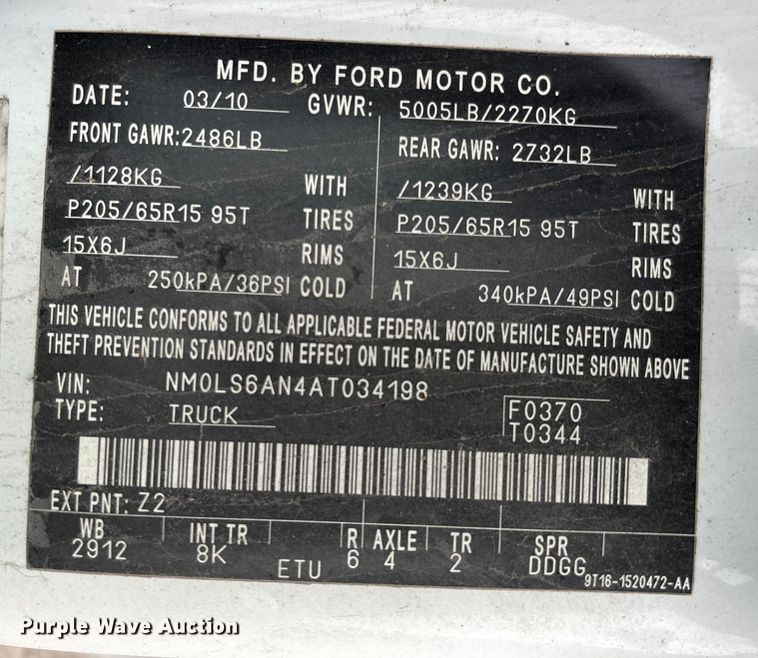 MFD. BY FORD MOTOR CO.
DATE: 03/10 GVWR: 5005LB/2270KG
FRONT GAWR:2486LB REAR GAWR: 2732LB
/1128KG WITH /1239KG WITH
P205/65R15 95T TIRES P205/65R15 95T TIRES
15X6J RIMS 15X6J RIMS
AT 250kPA/36PSI COLD AT 340kPA/49PSI COLD
THIS VEHICLE CONFORMS TO ALL APPLICABLE FEDERAL MOTOR VEHICLE SAFETY AND
THEFT PREVENTION STANDARDS IN EFFECT ON THE DATE OF MANUFACTURE SHOWN ABOVE
VIN: NM0LS6AN4AT034198
TYPE: TRUCK F0370
T0344
EXT PNT: Z2
WB INT TR R AXLE TR SPR
2912 8K 6 4 2 DDGG
ETU
9T16-1520472-AA
Purple Wave Auction